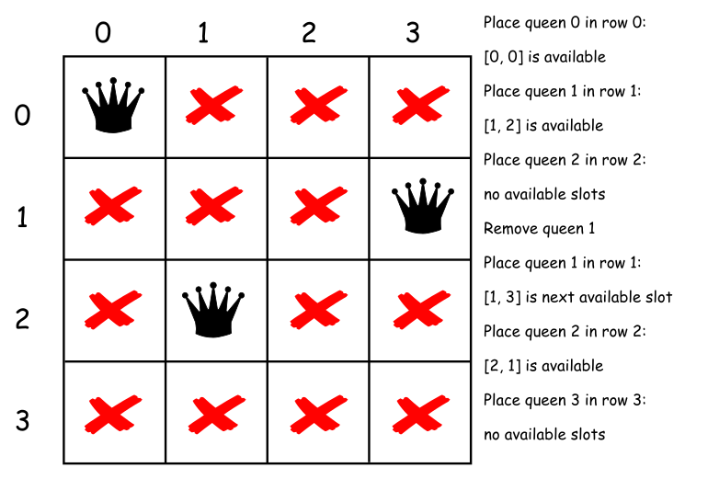 0 1 2 3
0
1
2
3
Place queen 0 in row 0:
[0, 0] is available
Place queen 1 in row 1:
[1, 2] is available
Place queen 2 in row 2:
no available slots
Remove queen 1
Place queen 1 in row 1:
[1, 3] is next available slot
Place queen 2 in row 2:
[2, 1] is available
Place queen 3 in row 3:
no available slots